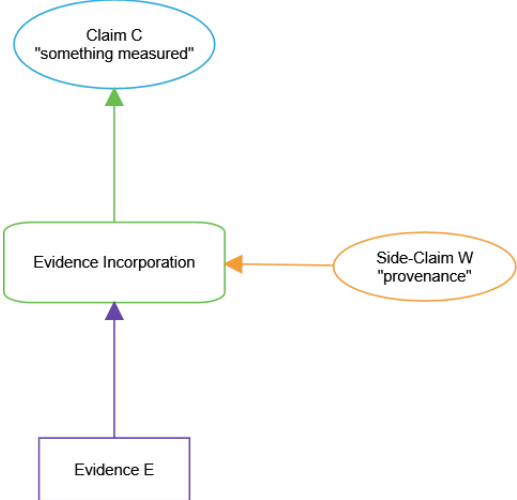 Claim C
"something measured"
Evidence Incorporation
Side-Claim W
"provenance"
Evidence E